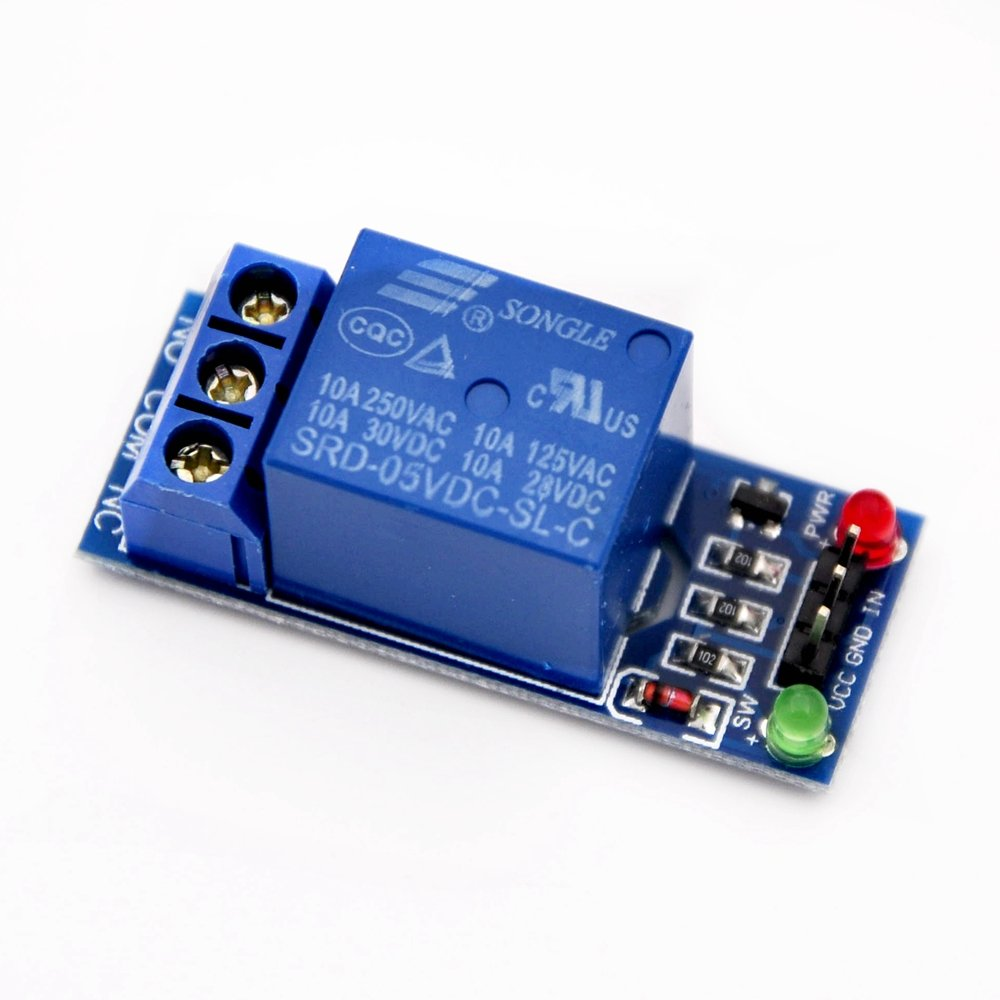 SONGLE
®
CQC
C US
10A 250VAC 10A 125VAC
10A 30VDC 10A 28VDC
SRD-05VDC-SL-C
NO COM NC
PWR
102
102
102
IN
GND
VCC
SW
+